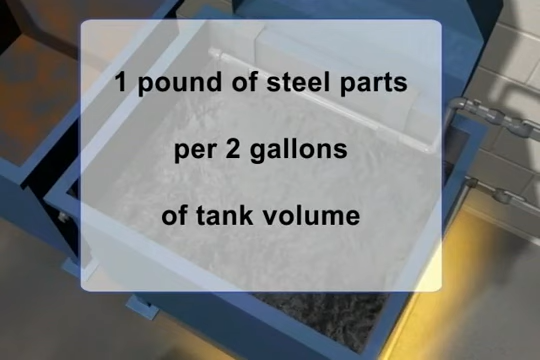 1 pound of steel parts
per 2 gallons
of tank volume